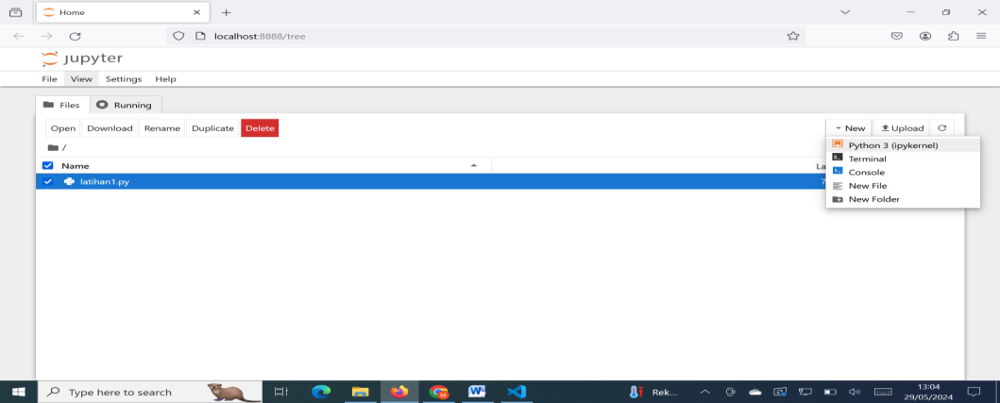 Home
localhost:8888/tree
jupyter
File View Settings Help
Files Running
Open Download Rename Duplicate Delete New Upload
/
Name La
latihan1.py 7
Python 3 (ipykernel)
Terminal
Console
New File
New Folder
Type here to search Rek... 13:04
29/05/2024